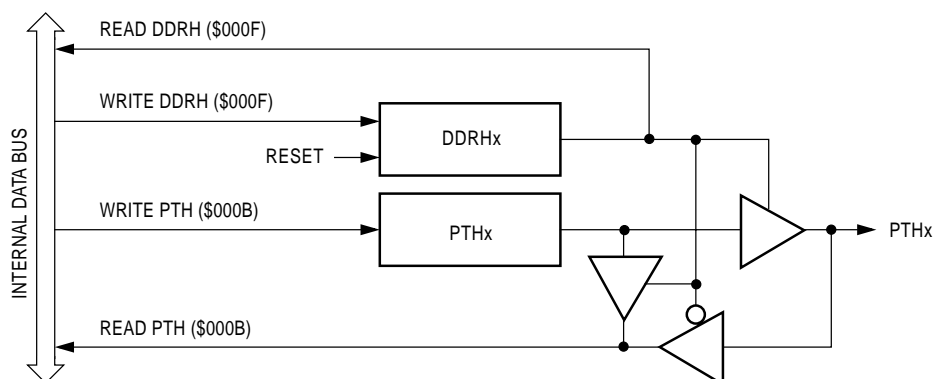 READ DDRH ($000F)
WRITE DDRH ($000F)
DDRHx
RESET
WRITE PTH ($000B)
PTHx
PTHx
READ PTH ($000B)
INTERNAL DATA BUS